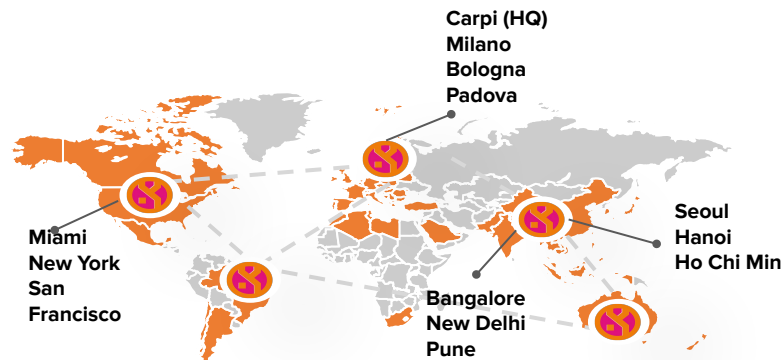 Carpi (HQ)
Milano
Bologna
Padova
Miami
New York
San
Francisco
Seoul
Hanoi
Ho Chi Min
Bangalore
New Delhi
Pune